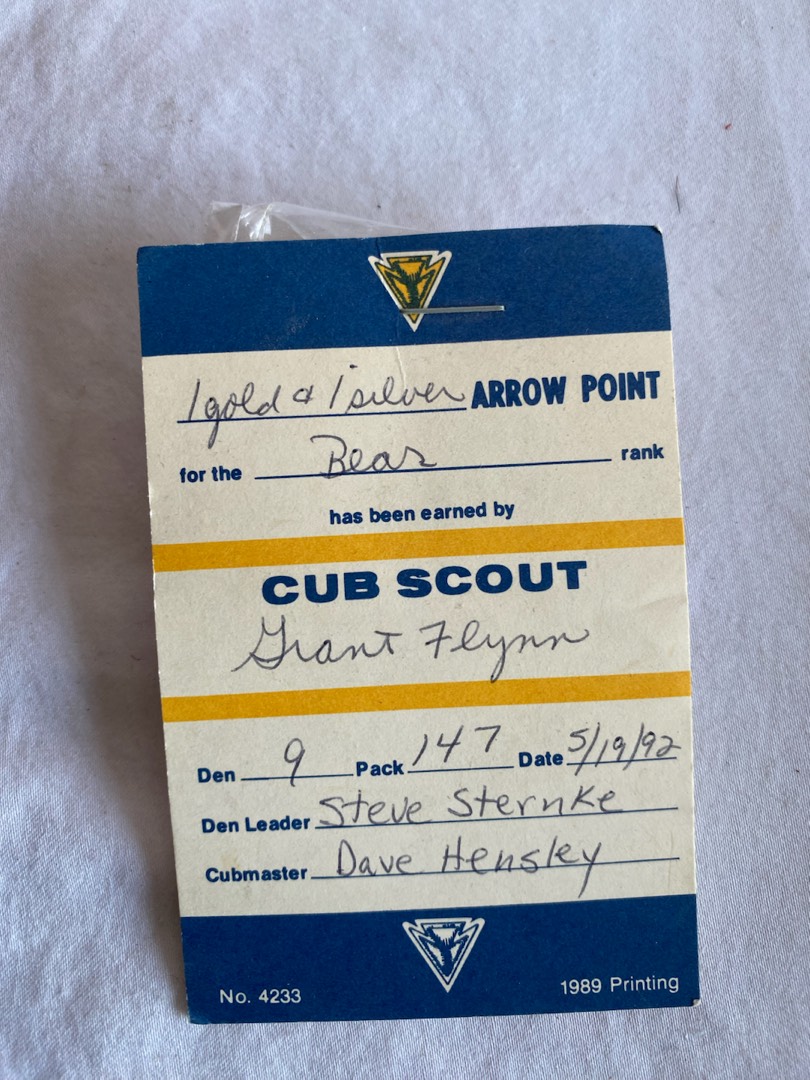 1 gold & 1 silver ARROW POINT
for the Bear rank
has been earned by
CUB SCOUT
Grant Flynn
Den 9 Pack 147 Date 5/19/92
Den Leader Steve Sternke
Cubmaster Dave Hensley
No. 4233 1989 Printing